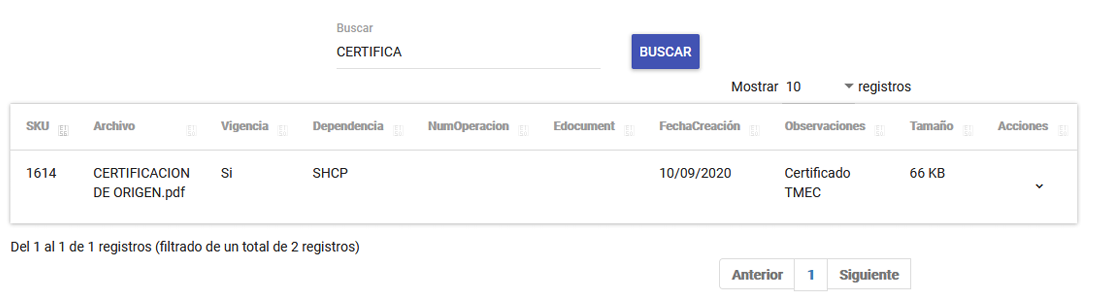 Buscar
CERTIFICA
BUSCAR
Mostrar 10 registros
SKU Archivo Vigencia Dependencia NumOperacion Edocument FechaCreación Observaciones Tamaño Acciones
1614 CERTIFICACION Si SHCP 10/09/2020 Certificado 66 KB
DE ORIGEN.pdf TMEC
Del 1 al 1 de 1 registros (filtrado de un total de 2 registros)
Anterior 1 Siguiente